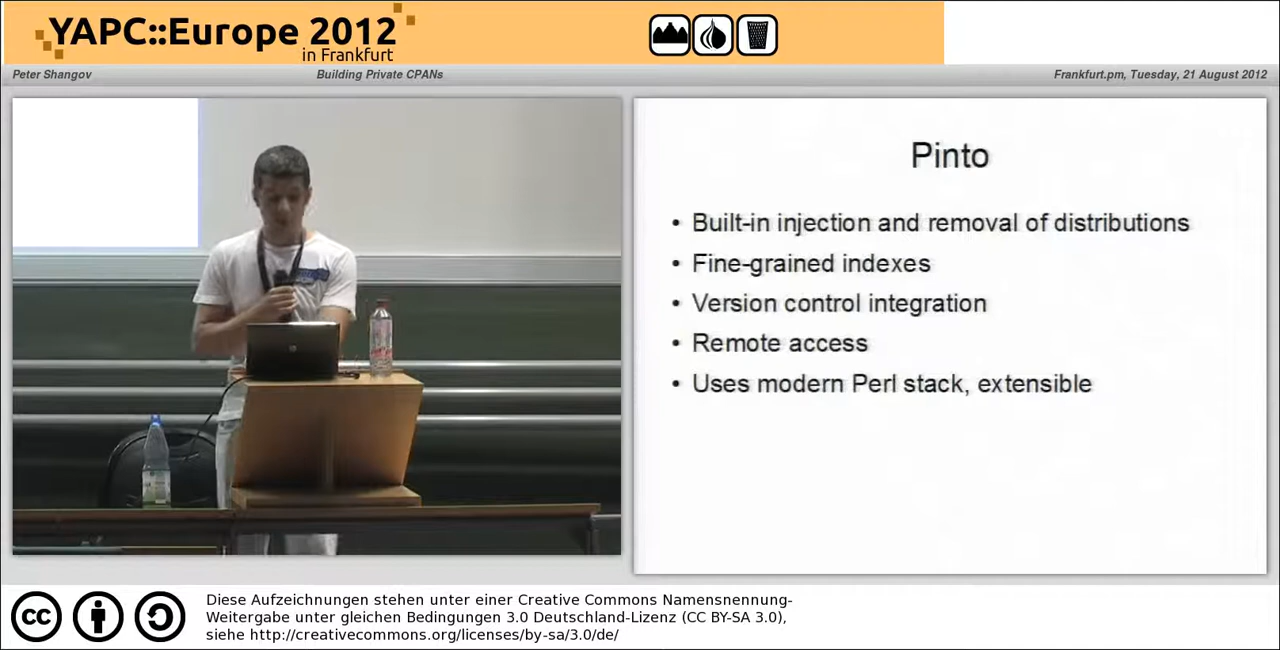 YAPC::Europe 2012
in Frankfurt
Peter Shangov
Building Private CPANs
Frankfurt.pm, Tuesday, 21 August 2012
Pinto
• Built-in injection and removal of distributions
• Fine-grained indexes
• Version control integration
• Remote access
• Uses modern Perl stack, extensible
cc
Diese Aufzeichnungen stehen unter einer Creative Commons Namensnennung-
Weitergabe unter gleichen Bedingungen 3.0 Deutschland-Lizenz (CC BY-SA 3.0),
siehe http://creativecommons.org/licenses/by-sa/3.0/de/